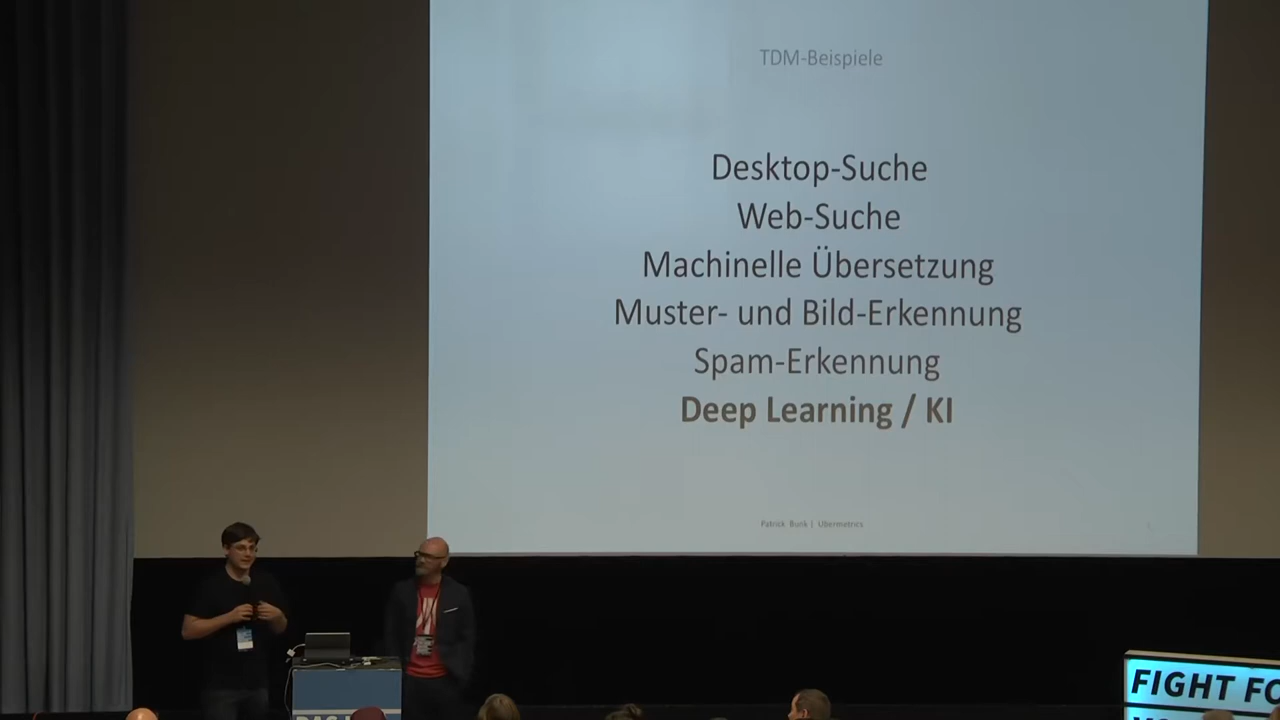 TDM-Beispiele
Desktop-Suche
Web-Suche
Machinelle Übersetzung
Muster- und Bild-Erkennung
Spam-Erkennung
Deep Learning / KI
Patrick Bunk | Ubermetrics
FIGHT FO